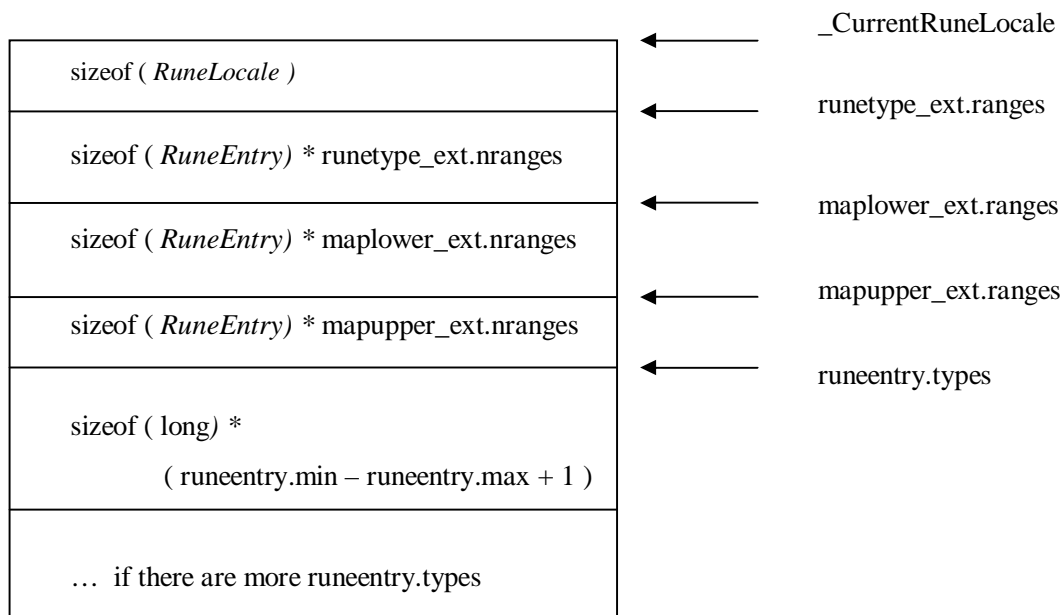 _CurrentRuneLocale
sizeof ( RuneLocale )
runetype_ext.ranges
sizeof ( RuneEntry) * runetype_ext.nranges
maplower_ext.ranges
sizeof ( RuneEntry) * maplower_ext.nranges
mapupper_ext.ranges
sizeof ( RuneEntry) * mapupper_ext.nranges
runeentry.types
sizeof ( long) *
( runeentry.min – runeentry.max + 1 )
… if there are more runeentry.types